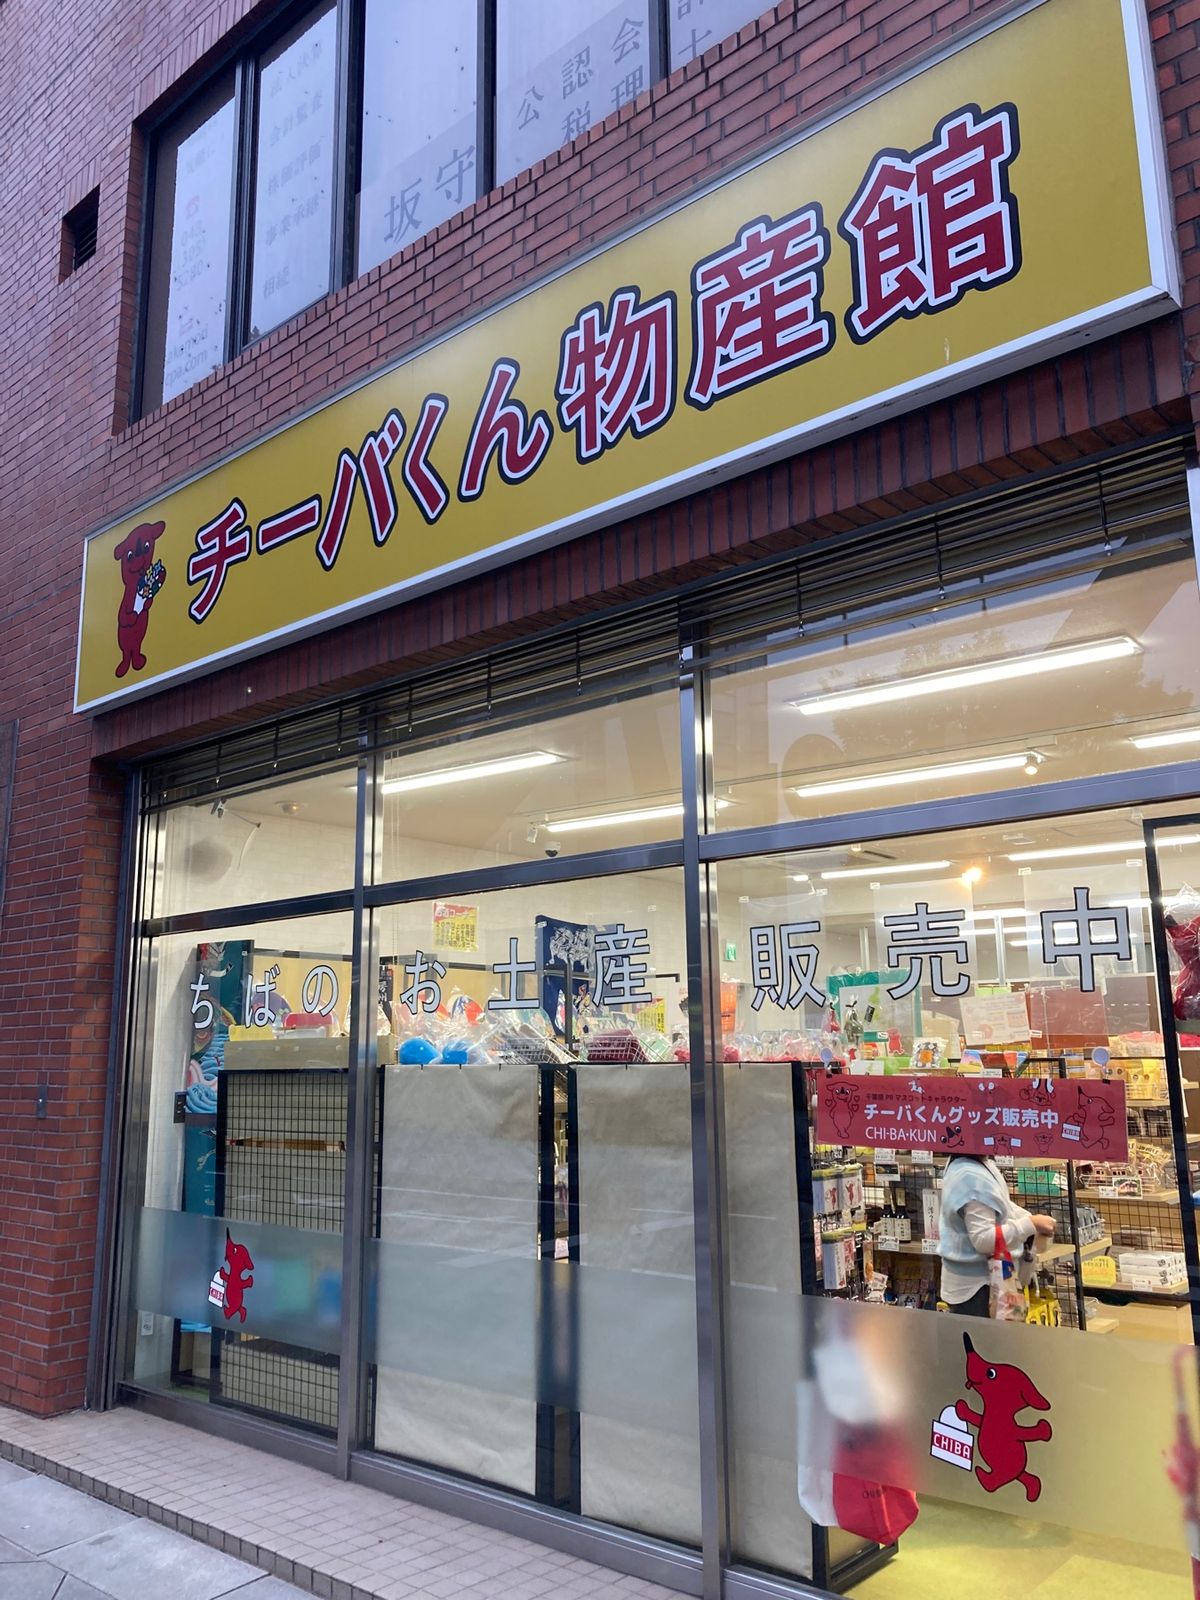 公認会
税理士
坂守
相続
チーバくん物産館
ちばのお土産販売中
千葉県PRマスコットキャラクター
チーバくんグッズ販売中
CHI-BA-KUN
CHIBA
CHIBA
CHIBA